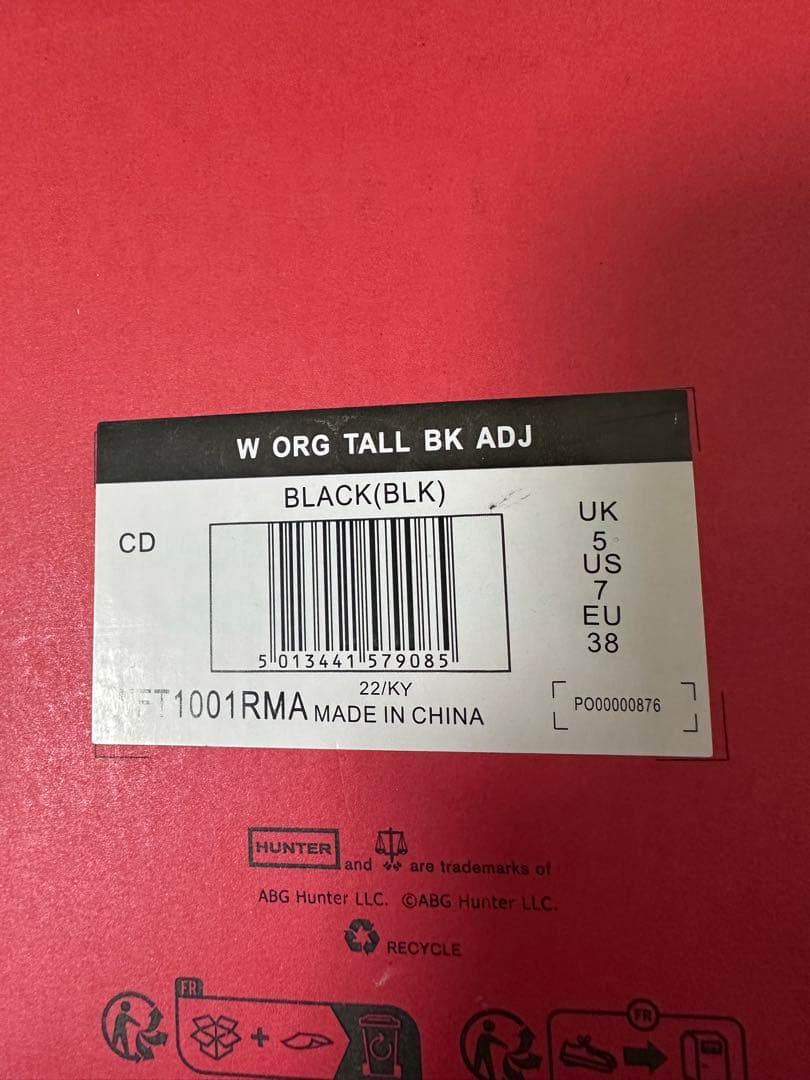 W ORG TALL BK ADJ
BLACK(BLK)
CD
UK
5
US
7
EU
38
5 013441 579085
22/KY
MADE IN CHINA
PO00000876
HUNTER and are trademarks of
ABG Hunter LLC. ©ABG Hunter LLC.
RECYCLE
FR
+
FR